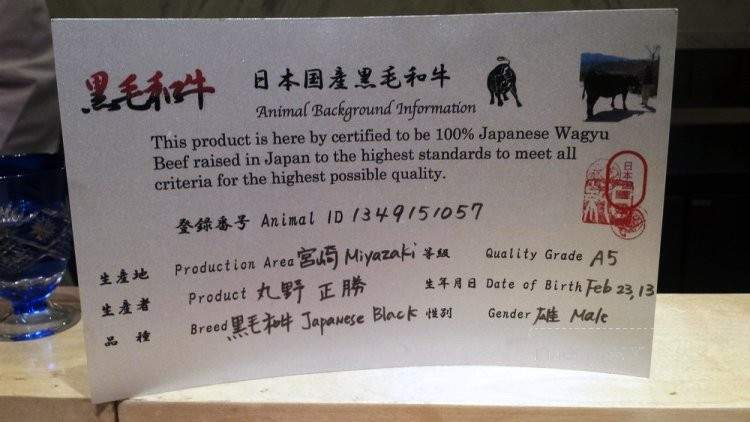 黒毛和牛
日本国産黒毛和牛
Animal Background Information
This product is here by certified to be 100% Japanese Wagyu
Beef raised in Japan to the highest standards to meet all
criteria for the highest possible quality.
日本
登録番号 Animal ID 1349151057
生産地 Production Area 宮崎 Miyazaki 等級 Quality Grade A5
生産者 Product 丸野 正勝 生年月日 Date of Birth Feb 23, 13
品種 Breed 黒毛和牛 Japanese Black 性別 Gender 雄 Male